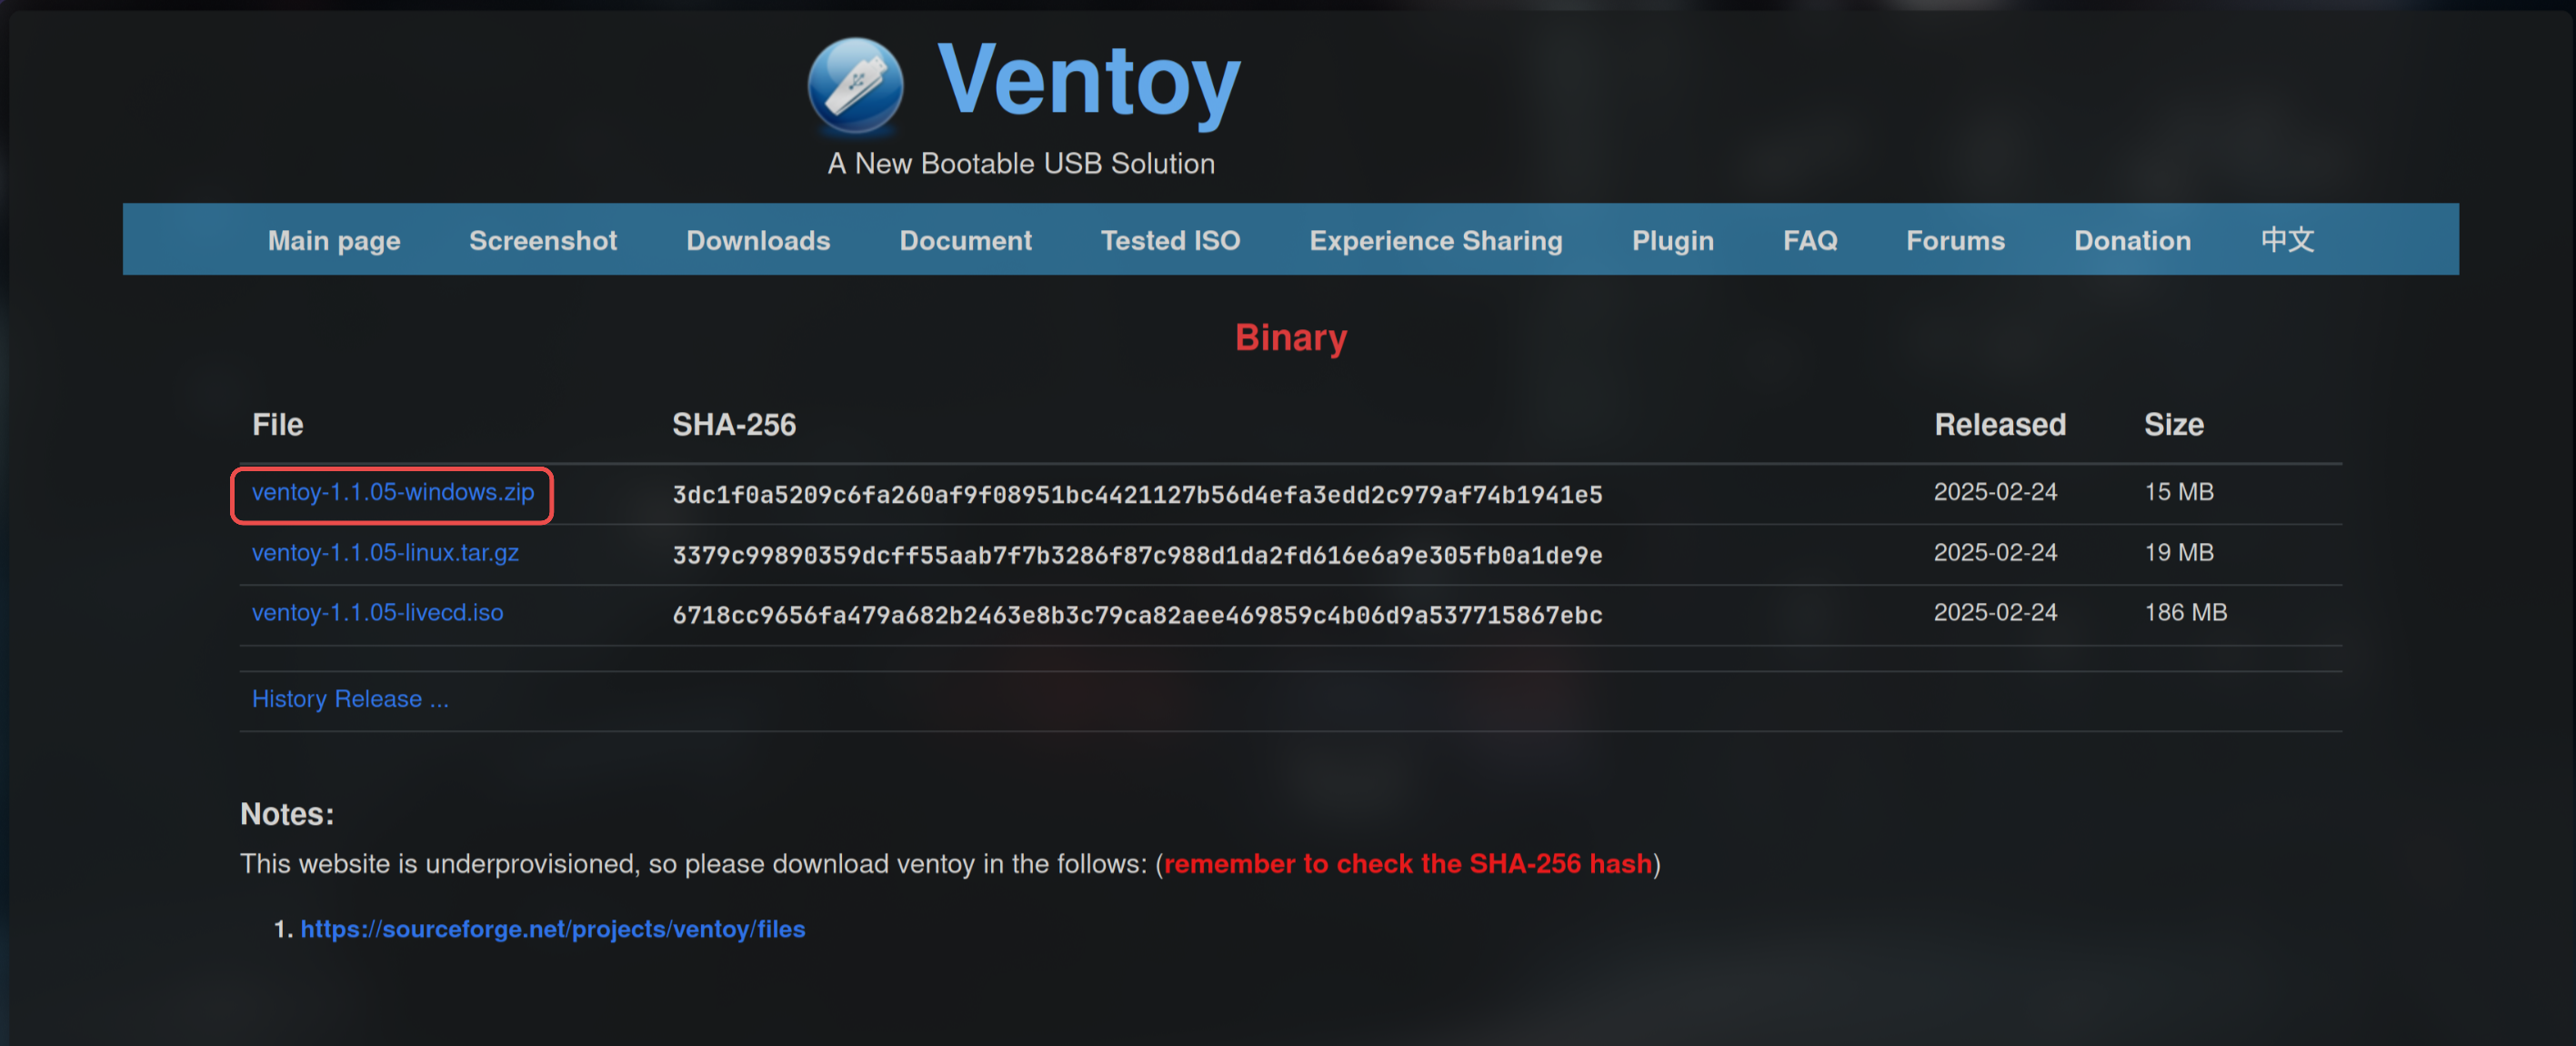 Ventoy
A New Bootable USB Solution
Main page Screenshot Downloads Document Tested ISO Experience Sharing Plugin FAQ Forums Donation 中文
Binary
File SHA-256 Released Size
ventoy-1.1.05-windows.zip 3dc1f0a5209c6fa260af9f08951bc4421127b56d4efa3edd2c979af74b1941e5 2025-02-24 15 MB
ventoy-1.1.05-linux.tar.gz 3379c99890359dcff55aab7f7b3286f87c988d1da2fd616e6a9e305fb0a1de9e 2025-02-24 19 MB
ventoy-1.1.05-livecd.iso 6718cc9656fa479a682b2463e8b3c79ca82aee469859c4b06d9a537715867ebc 2025-02-24 186 MB
History Release ...
Notes:
This website is underprovisioned, so please download ventoy in the follows: (remember to check the SHA-256 hash)
1. https://sourceforge.net/projects/ventoy/files